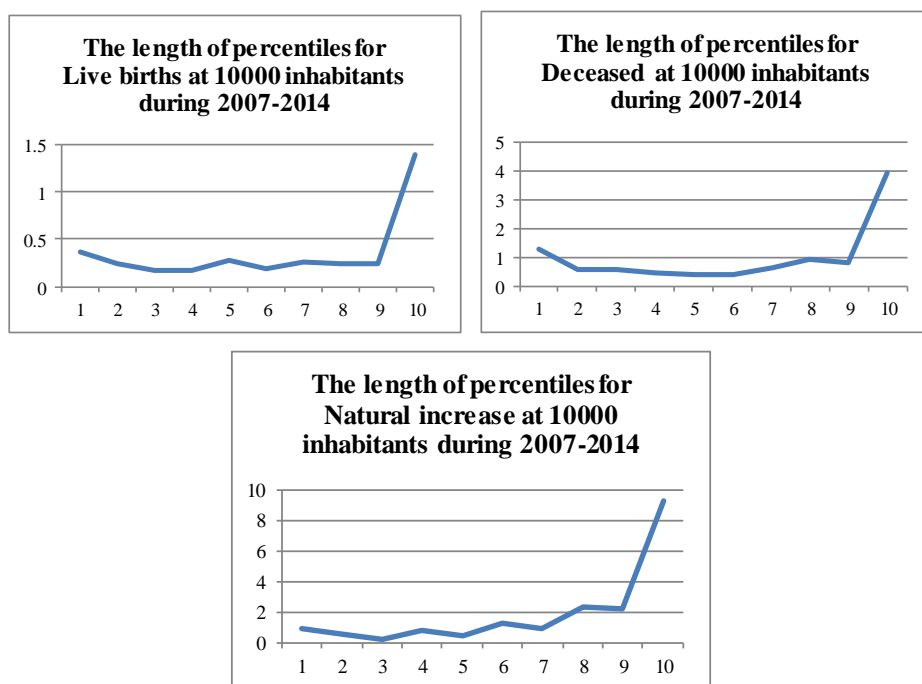 The length of percentiles for
Live births at 10000 inhabitants
during 2007-2014
1.5
1
0.5
0
1 2 3 4 5 6 7 8 9 10
The length of percentiles for
Deceased at 10000 inhabitants
during 2007-2014
5
4
3
2
1
0
1 2 3 4 5 6 7 8 9 10
The length of percentiles for
Natural increase at 10000
inhabitants during 2007-2014
10
8
6
4
2
0
1 2 3 4 5 6 7 8 9 10